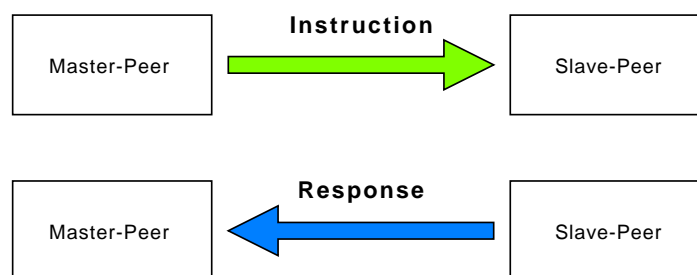 Instruction
Master-Peer
Slave-Peer
Response
Master-Peer
Slave-Peer